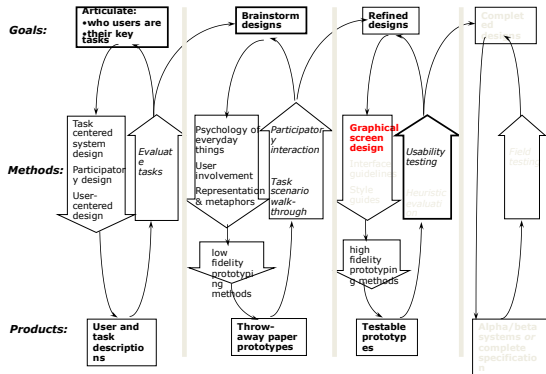 Goals:
Articulate:
•who users are
•their key
tasks
Brainstorm
designs
Refined designs
Complet
ed designs
Methods:
Task
centered
system
design
Participator
y design
User-
centered
design
Evaluat
e tasks
Psychology of
everyday
things
User
involvement
Representation
& metaphors
Participator
y interaction
Task
scenario
walk-
through
Graphical
screen
design
Interface
guidelines
Style
guides
Usability
testing
Heuristic
evaluatio
n
Field
testing
low
fidelity
prototypi
ng methods
high
fidelity
prototypin
g methods
Products:
User and
task
descripti
ons
Throw-
away paper
prototypes
Testable
prototyp
es
Alpha/beta
systems or
complete
specificatio
n